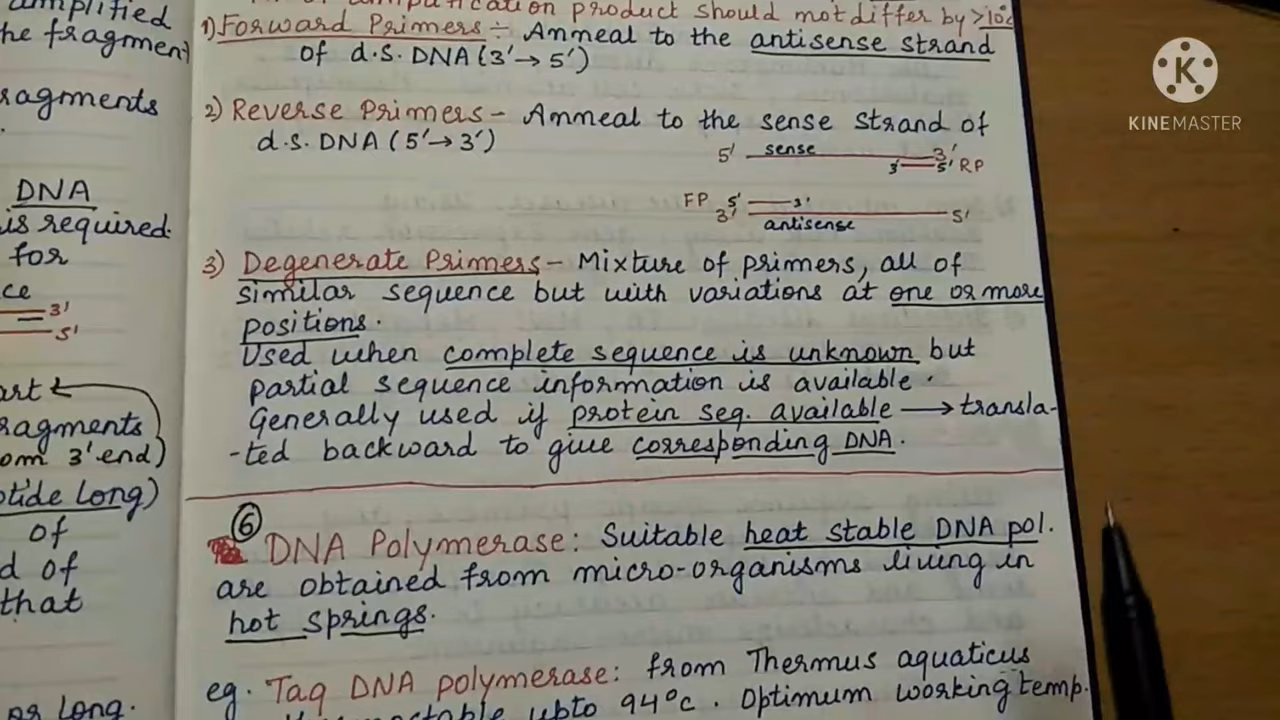 amplified
he fragment
ragments
DNA
is required
for
ce
3'
5'
art ←
ragments
om 3' end)
otide long)
of
d of
that
or long.
product should not differ by >10°c
1) Forward Primers ÷ Anneal to the antisense strand
of d.s. DNA (3' → 5')
2) Reverse Primers - Anneal to the sense strand of
d.s. DNA (5' → 3')
5' sense 3'
3' 5' RP
FP 5' 3'
3' 5'
antisense
3) Degenerate Primers - Mixture of primers, all of
similar sequence but with variations at one or more
positions.
Used when complete sequence is unknown but
partial sequence information is available.
Generally used if protein seq. available → transla-
-ted backward to give corresponding DNA.
6
DNA Polymerase: Suitable heat stable DNA pol.
are obtained from micro-organisms living in
hot springs.
eg. Taq DNA polymerase: from Thermus aquaticus
upto 94°c. Optimum working temp.
K
KINEMASTER